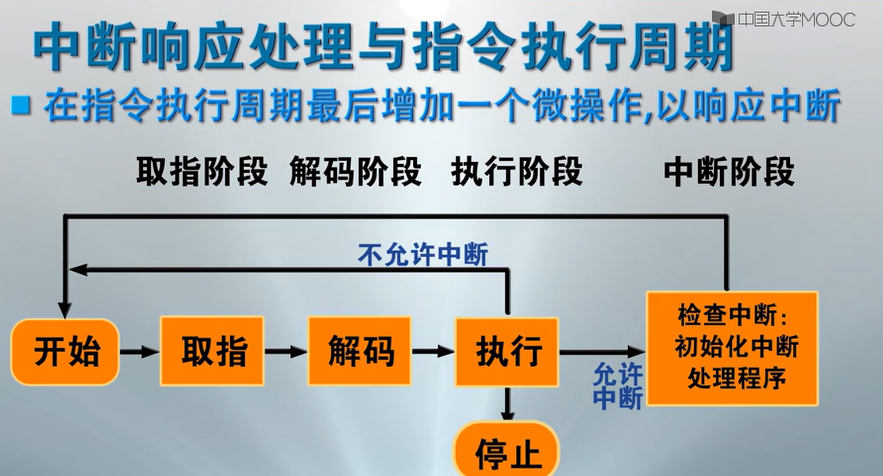 中国大学MOOC
中断响应处理与指令执行周期
在指令执行周期最后增加一个微操作,以响应中断
取指阶段 解码阶段 执行阶段 中断阶段
不允许中断
开始
取指
解码
执行
允许
中断
检查中断：
初始化中断
处理程序
停止